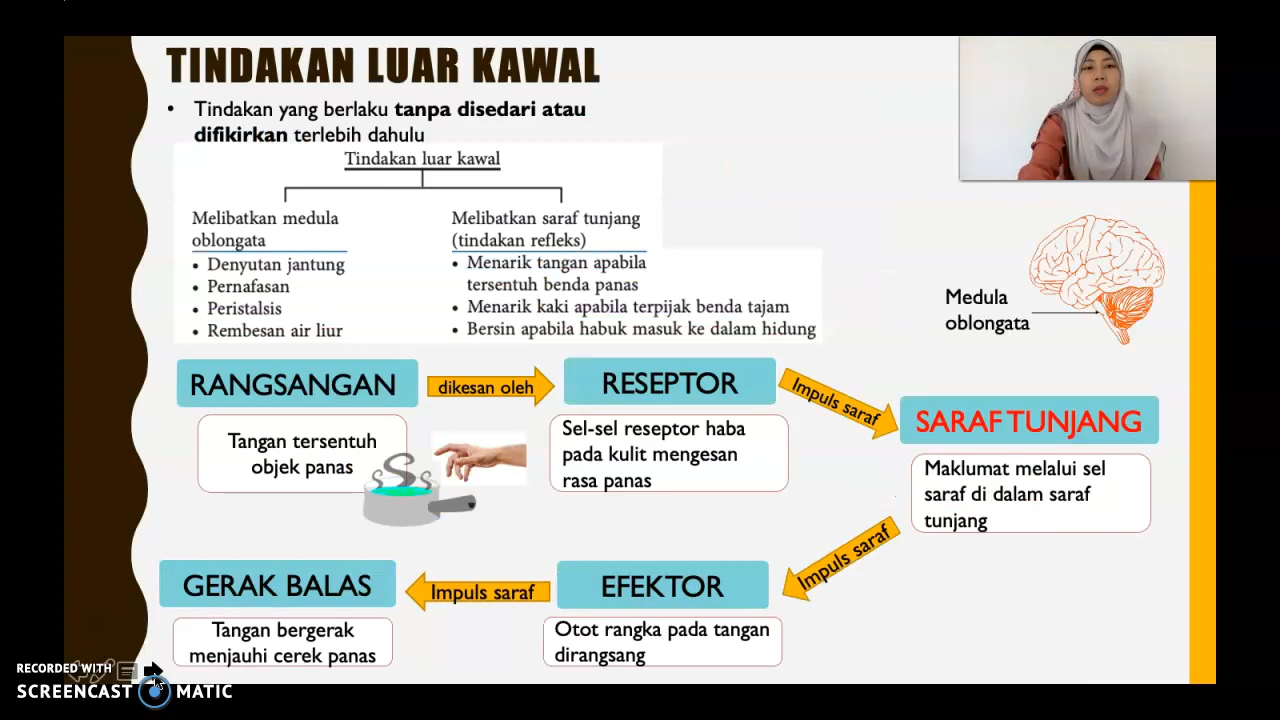 TINDAKAN LUAR KAWAL
• Tindakan yang berlaku tanpa disedari atau
difikirkan terlebih dahulu
Tindakan luar kawal
Melibatkan medula
oblongata
• Denyutan jantung
• Pernafasan
• Peristalsis
• Rembesan air liur
Melibatkan saraf tunjang
(tindakan refleks)
• Menarik tangan apabila
tersentuh benda panas
• Menarik kaki apabila terpijak benda tajam
• Bersin apabila habuk masuk ke dalam hidung
Medula
oblongata
RANGSANGAN
dikesan oleh
RESEPTOR
Impuls saraf
SARAF TUNJANG
Tangan tersentuh
objek panas
Sel-sel reseptor haba
pada kulit mengesan
rasa panas
Maklumat melalui sel
saraf di dalam saraf
tunjang
Impuls saraf
EFEKTOR
Impuls saraf
GERAK BALAS
Otot rangka pada tangan
dirangsang
Tangan bergerak
menjauhi cerek panas
RECORDED WITH
SCREENCAST MATIC